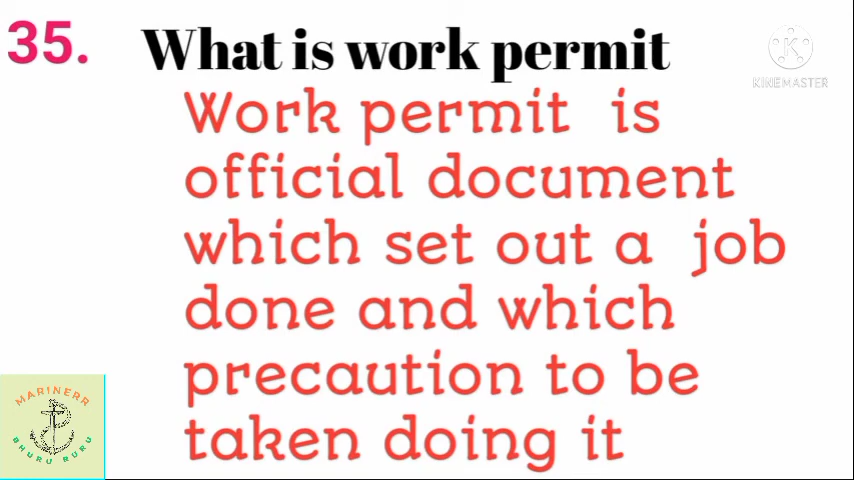 35. What is work permit
KINEMASTER
Work permit is
official document
which set out a job
done and which
precaution to be
taken doing it
MARINERR
BHURU RURU